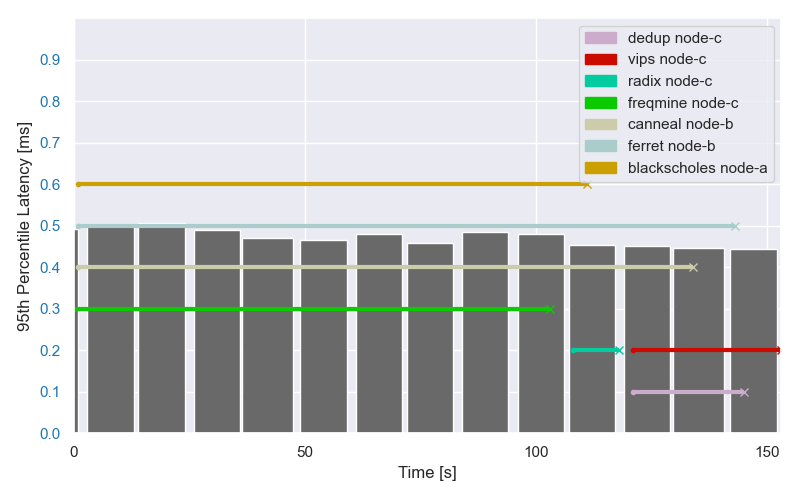 95th Percentile Latency [ms]
0.9
0.8
0.7
0.6
0.5
0.4
0.3
0.2
0.1
0.0
dedup node-c
vips node-c
radix node-c
freqmine node-c
canneal node-b
ferret node-b
blackscholes node-a
0
50
100
150
Time [s]